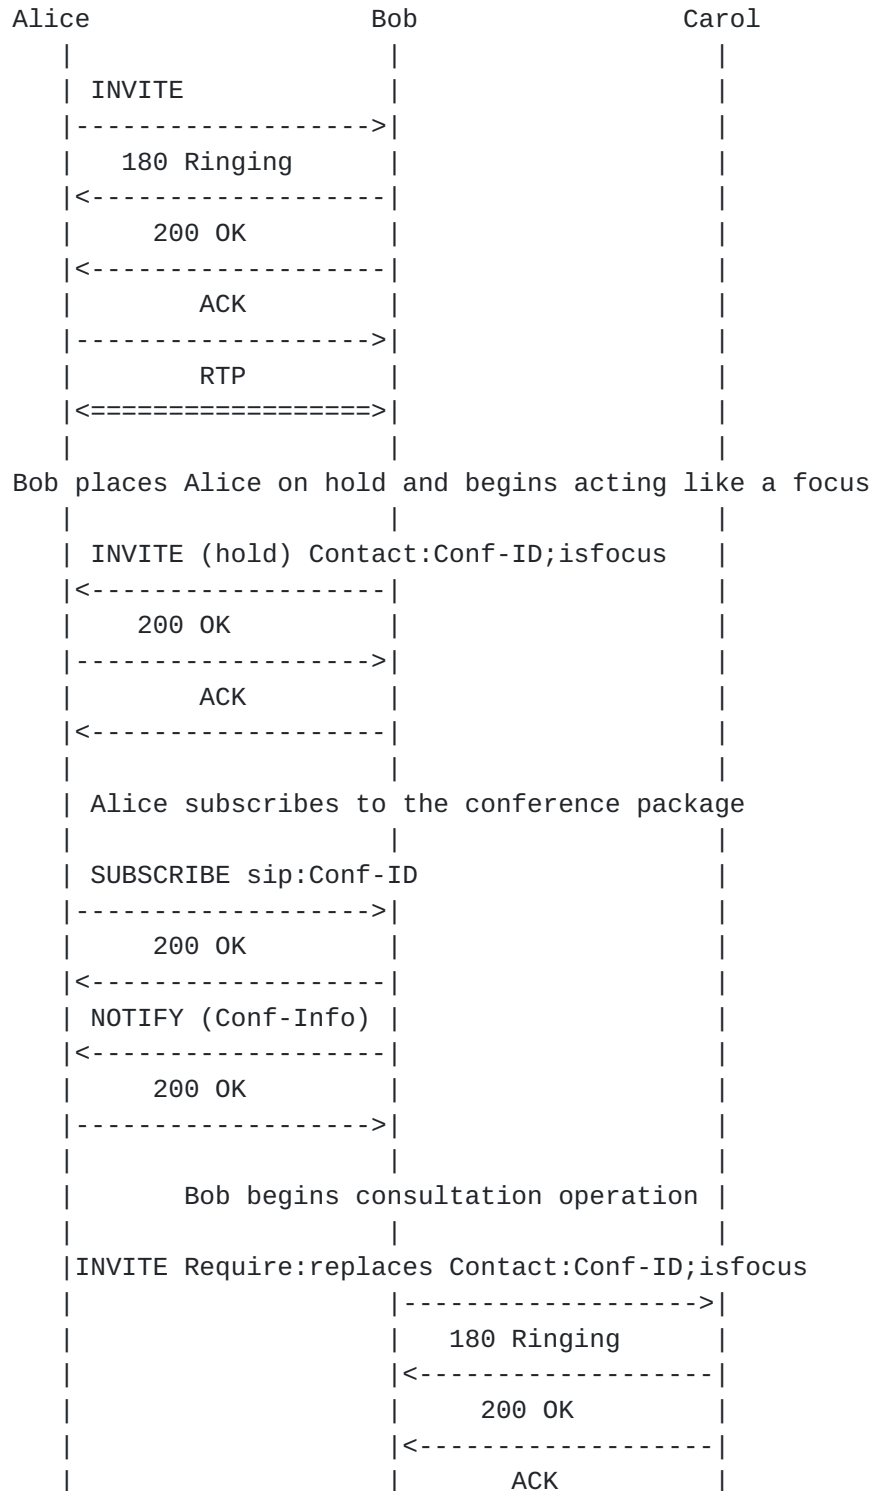 Alice                  Bob                 Carol
   |                    |                    |
   | INVITE             |                    |
   |------------------->|                    |
   |   180 Ringing      |                    |
   |<-------------------|                    |
   |     200 OK         |                    |
   |<-------------------|                    |
   |        ACK         |                    |
   |------------------->|                    |
   |        RTP         |                    |
   |<==================>|                    |
   |                    |                    |
Bob places Alice on hold and begins acting like a focus
   |                    |                    |
   | INVITE (hold) Contact:Conf-ID;isfocus   |
   |<-------------------|                    |
   |    200 OK          |                    |
   |------------------->|                    |
   |        ACK         |                    |
   |<-------------------|                    |
   |                    |                    |
   | Alice subscribes to the conference package
   |                    |                    |
   | SUBSCRIBE sip:Conf-ID                   |
   |------------------->|                    |
   |     200 OK         |                    |
   |<-------------------|                    |
   | NOTIFY (Conf-Info) |                    |
   |<-------------------|                    |
   |     200 OK         |                    |
   |------------------->|                    |
   |                    |                    |
   |       Bob begins consultation operation |
   |                    |                    |
   |INVITE Require:replaces Contact:Conf-ID;isfocus
   |                    |------------------->|
   |                    |   180 Ringing      |
   |                    |<-------------------|
   |                    |     200 OK         |
   |                    |<-------------------|
   |                    |       ACK          |